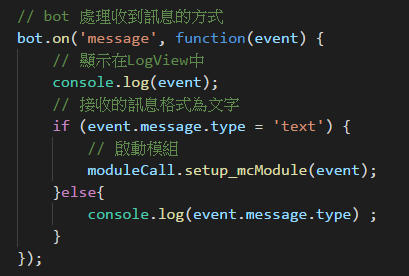 // bot 處理收到訊息的方式
bot.on('message', function(event) {
    // 顯示在LogView中
    console.log(event);
    // 接收的訊息格式為文字
    if (event.message.type = 'text') {
        // 啟動模組
        moduleCall.setup_mcModule(event);
    }else{
        console.log(event.message.type) ;
    }
});